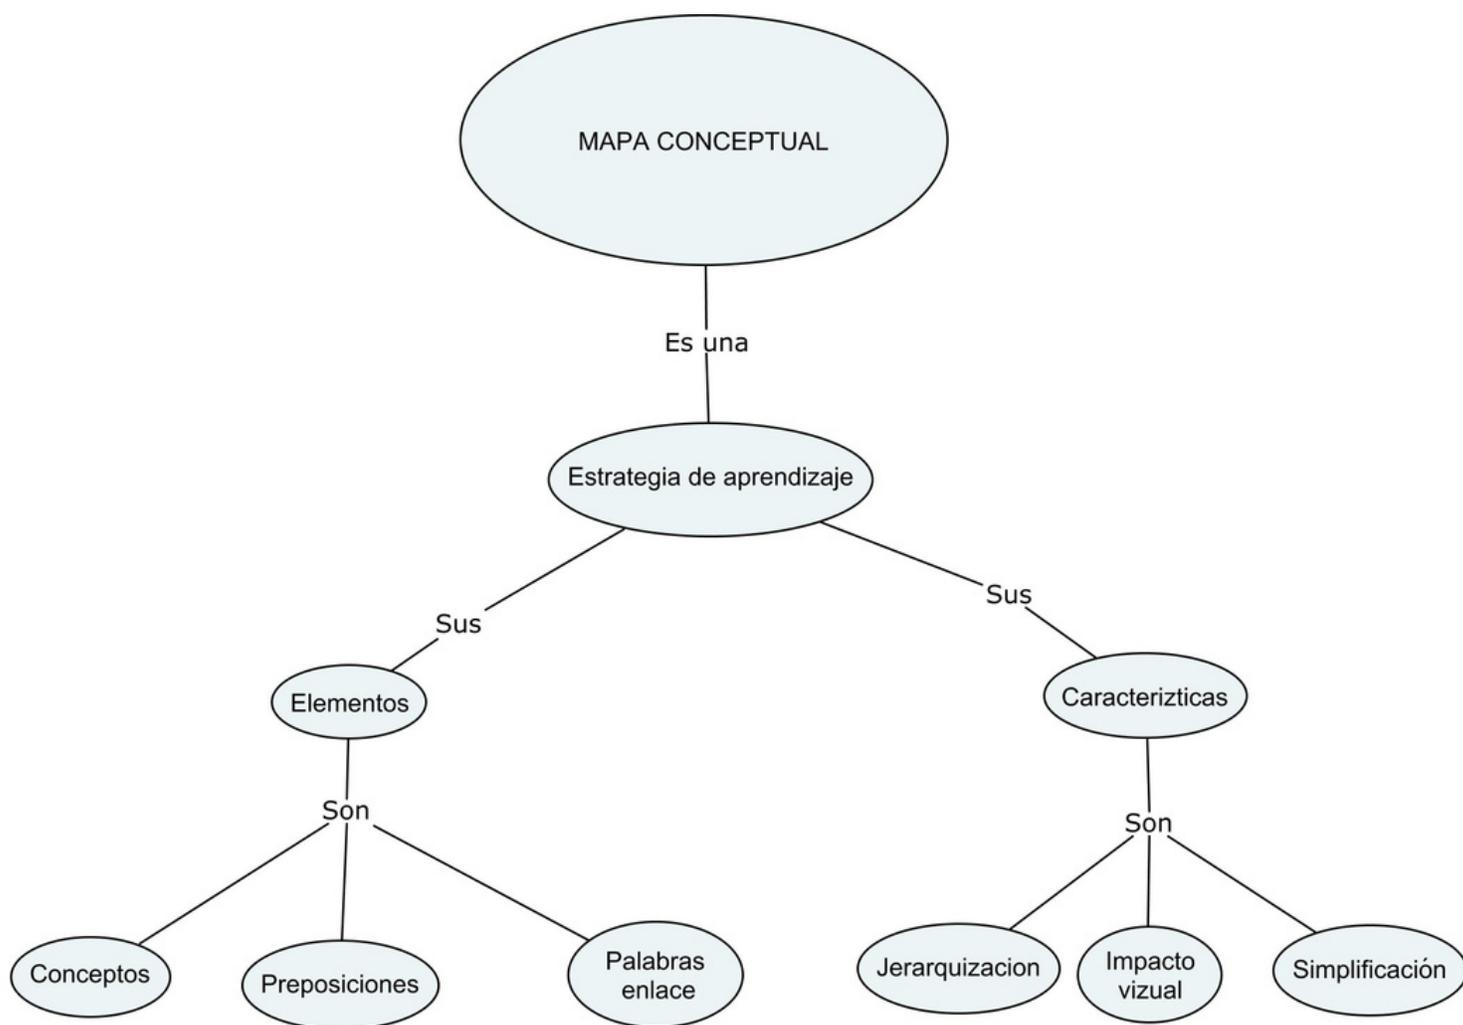 MAPA CONCEPTUAL
Es una
Estrategia de aprendizaje
Sus
Sus
Elementos
Caracterizticas
Son
Son
Conceptos
Preposiciones
Palabras
enlace
Jerarquizacion
Impacto
vizual
Simplificación